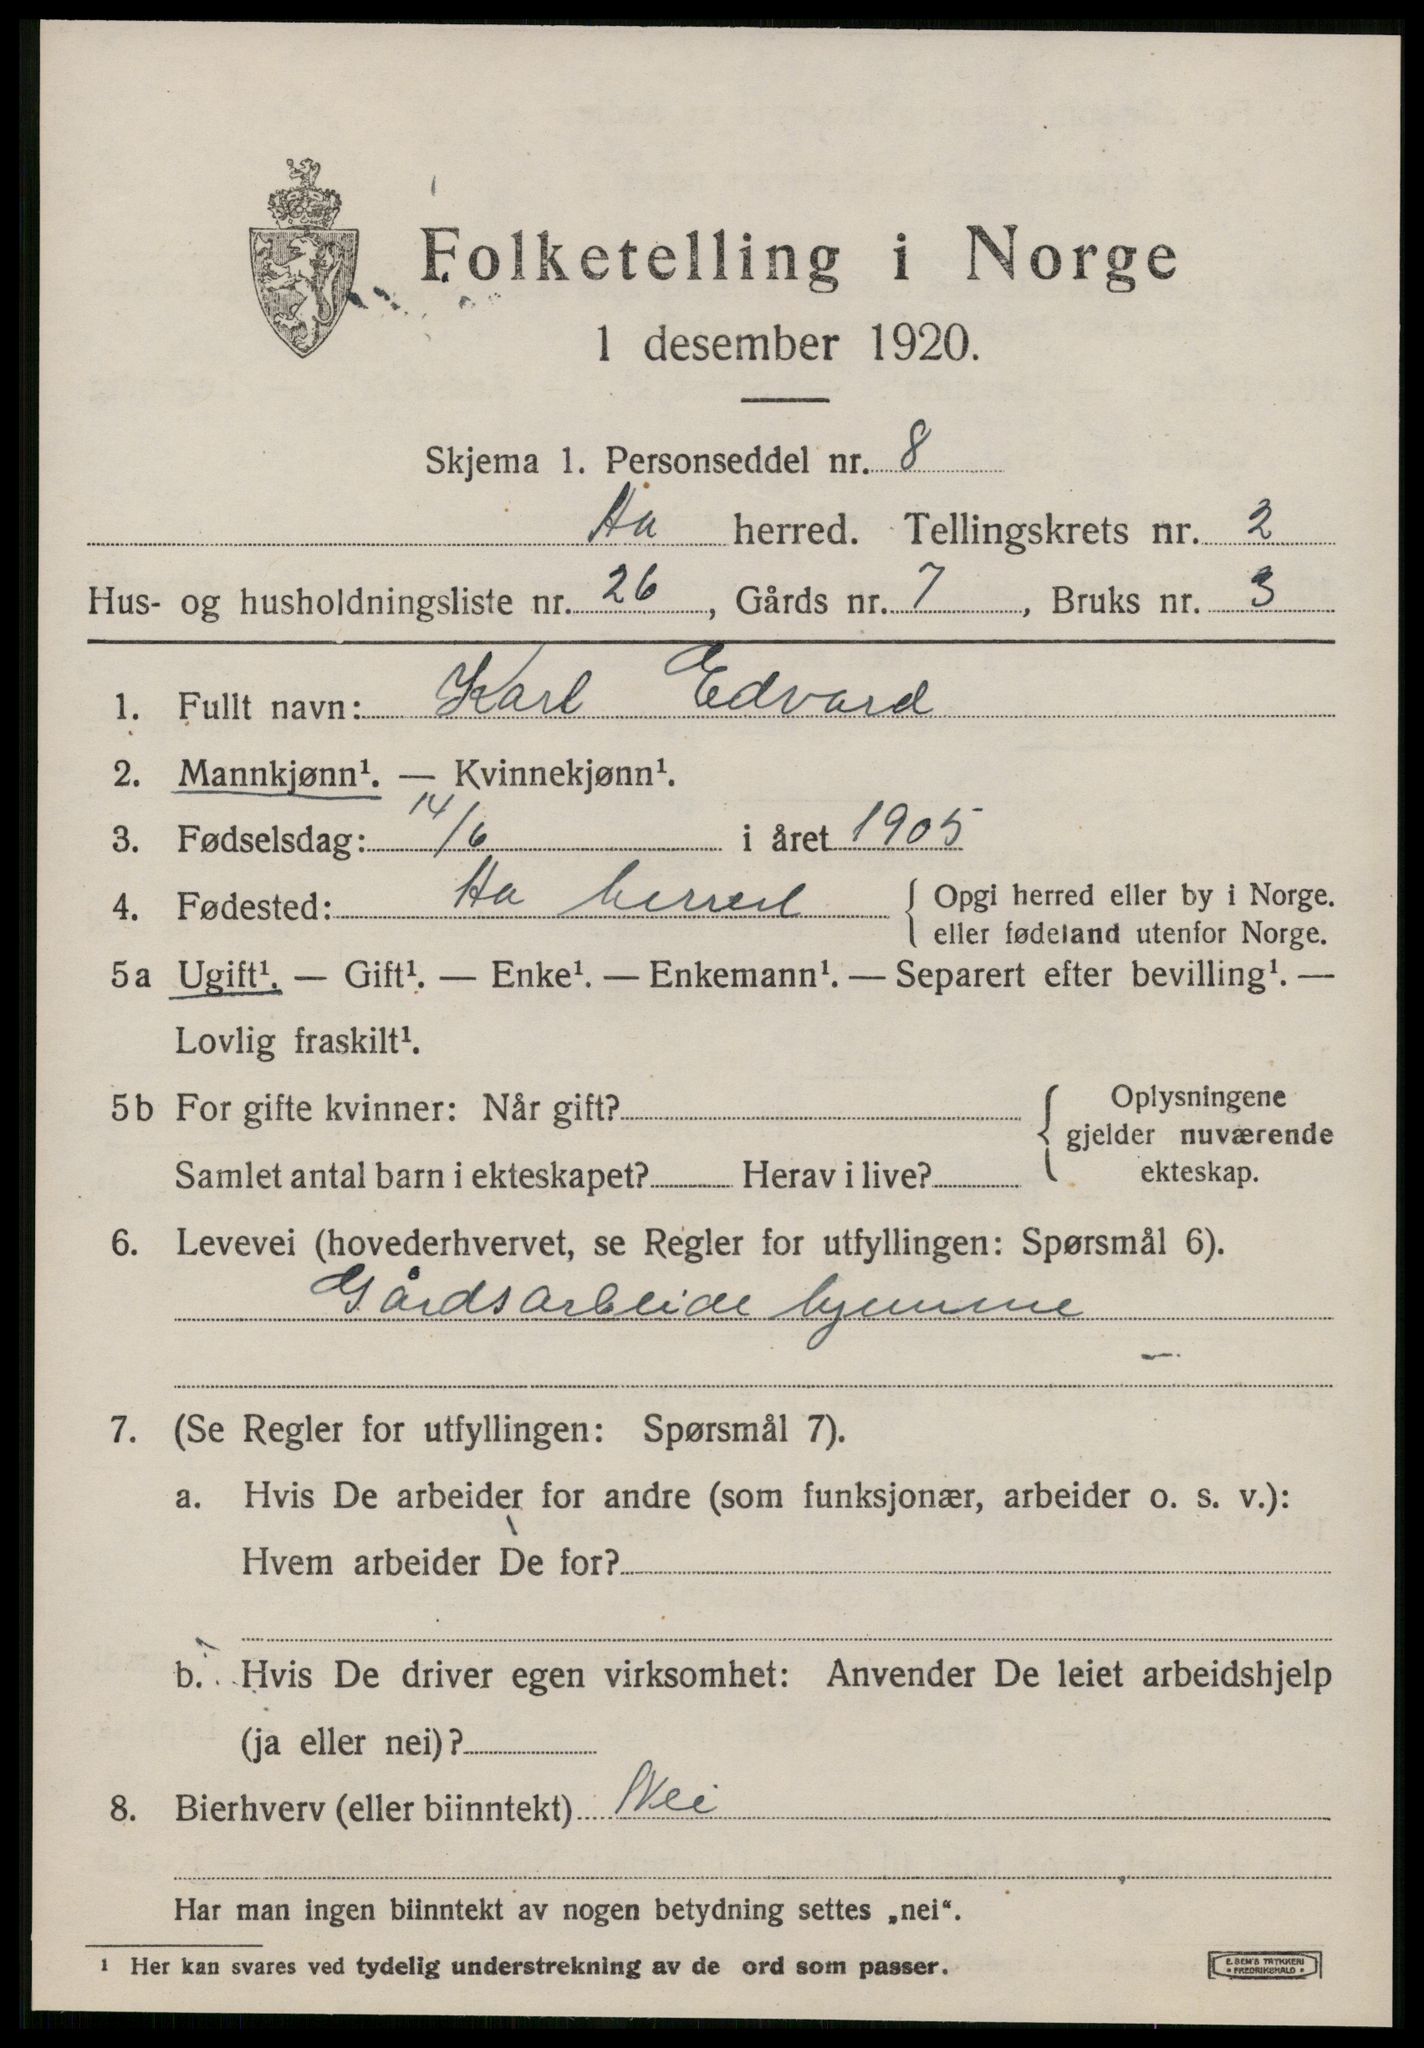 Folketelling i Norge
1 desember 1920.
Skjema 1. Personseddel nr. 8
Ha herred. Tellingskrets nr. 2
Hus- og husholdningsliste nr. 26, Gårds nr. 7, Bruks nr. 3
1. Fullt navn: Karl Edvard
2. Mannkjønn¹. — Kvinnekjønn¹.
3. Fødselsdag: 14/6 i året 1905
4. Fødested: Ha herred { Opgi herred eller by i Norge.
eller fødeland utenfor Norge.
5a Ugift¹. — Gift¹. — Enke¹. — Enkemann¹. — Separert efter bevilling¹. —
Lovlig fraskilt¹.
5b For gifte kvinner: Når gift?
Samlet antal barn i ekteskapet? Herav i live?
{ Oplysningene
gjelder nuværende
ekteskap.
6. Levevei (hovederhvervet, se Regler for utfyllingen: Spørsmål 6).
Gårdsarbeide hjemme
7. (Se Regler for utfyllingen: Spørsmål 7).
a. Hvis De arbeider for andre (som funksjonær, arbeider o. s. v.):
Hvem arbeider De for?
b. Hvis De driver egen virksomhet: Anvender De leiet arbeidshjelp
(ja eller nei)?
8. Bierhverv (eller biinntekt) Nei
Har man ingen biinntekt av nogen betydning settes „nei“.
¹ Her kan svares ved tydelig understrekning av de ord som passer.
E. SEM'S TRYKKERI
* FREDRIKSHALD *